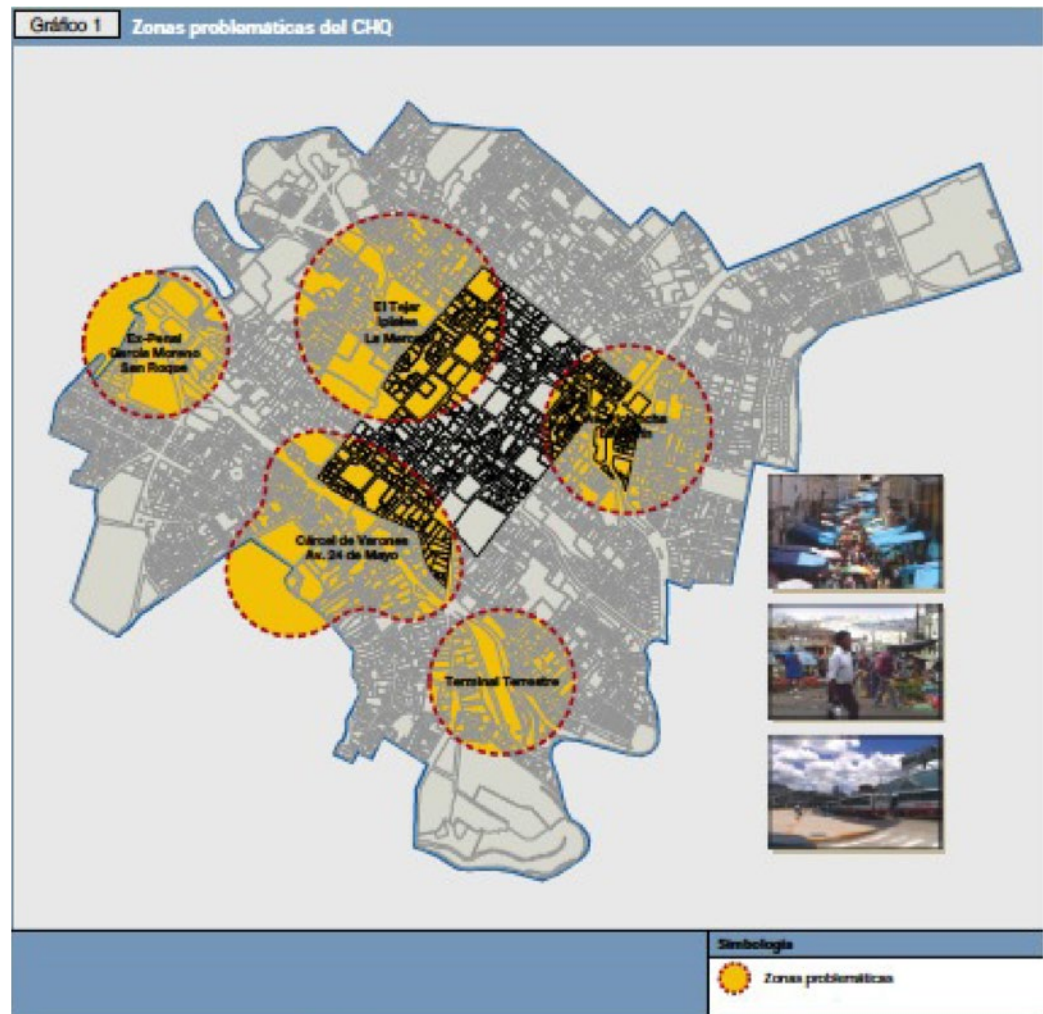 Gráfico 1
Zonas problemáticas del CHQ
El Tejar
Ipiales
La Merced
Ex-Penal
García Moreno
San Roque
Cárcel de Varones
Av. 24 de Mayo
Terminal Terrestre
Simbología
Zonas problemáticas